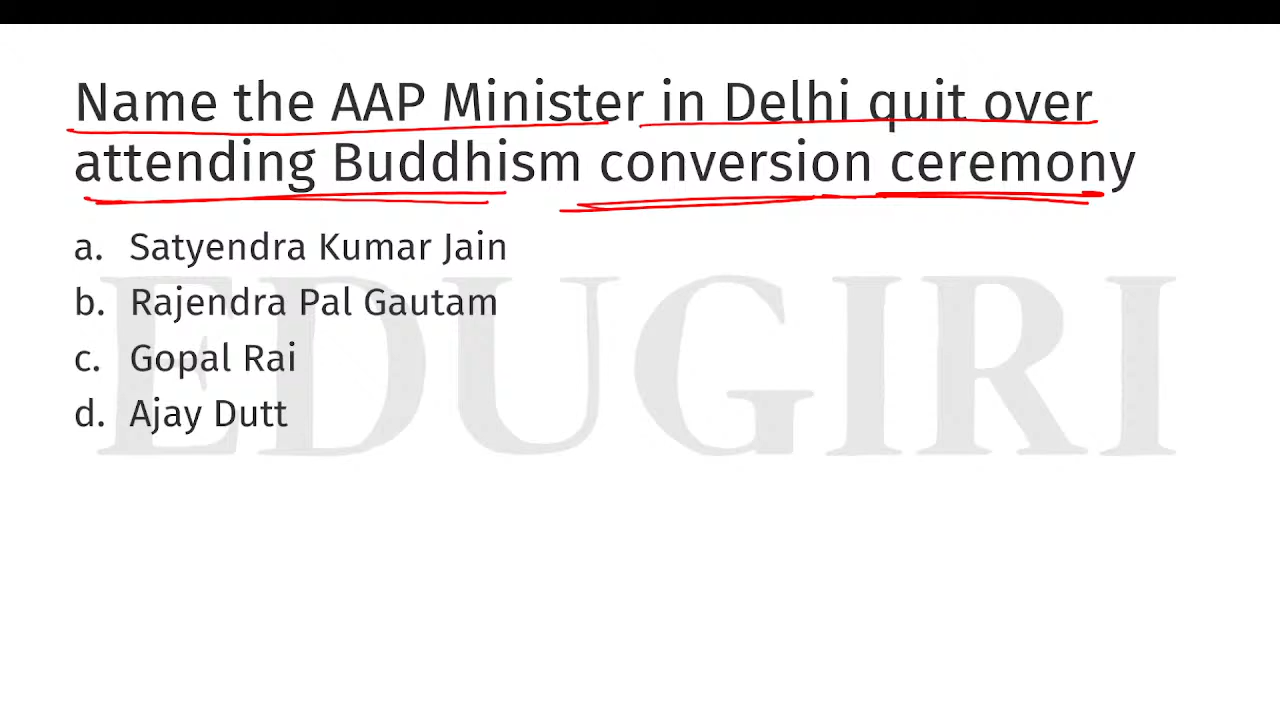 Name the AAP Minister in Delhi quit over
attending Buddhism conversion ceremony
a. Satyendra Kumar Jain
b. Rajendra Pal Gautam
c. Gopal Rai
d. Ajay Dutt
EDUGIRI